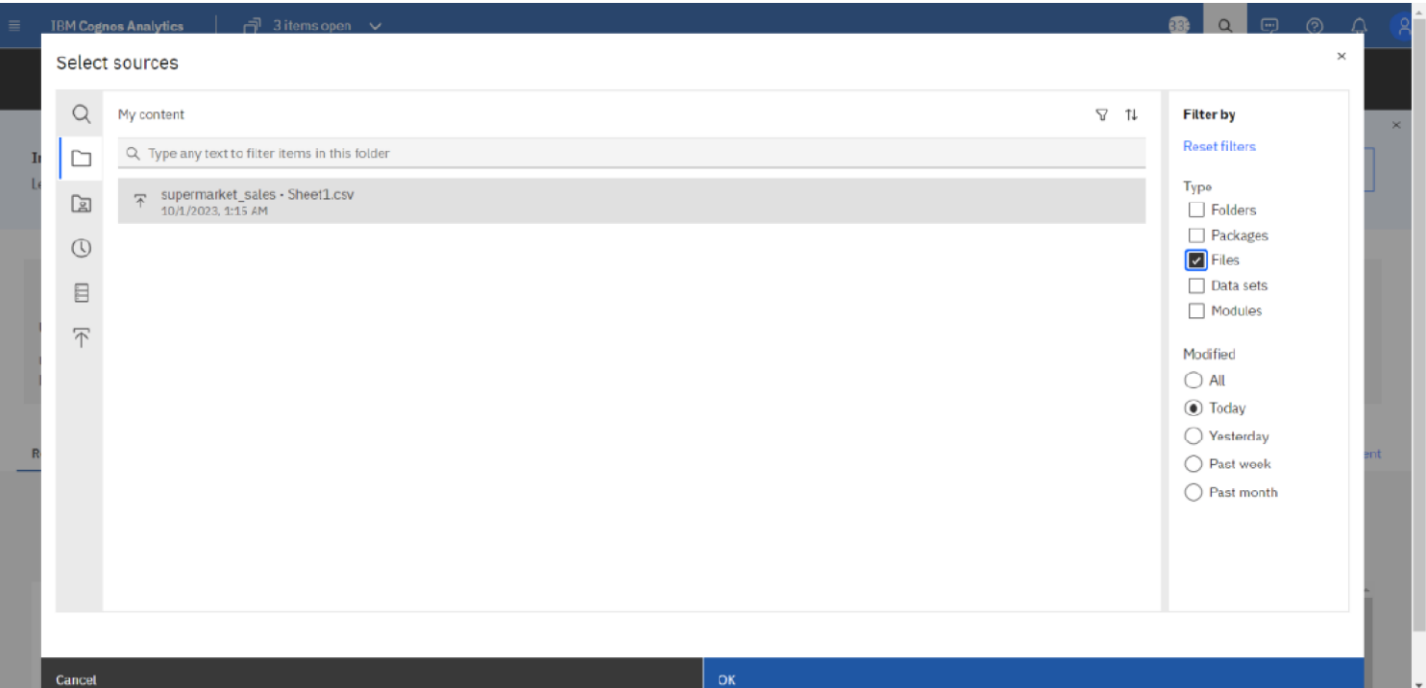 IBM Cognos Analytics
3 items open
Select sources
My content
Type any text to filter items in this folder
supermarket_sales - Sheet1.csv
10/1/2023, 1:15 AM
Filter by
Reset filters
Type
Folders
Packages
Files
Data sets
Modules
Modified
All
Today
Yesterday
Past week
Past month
Cancel
OK